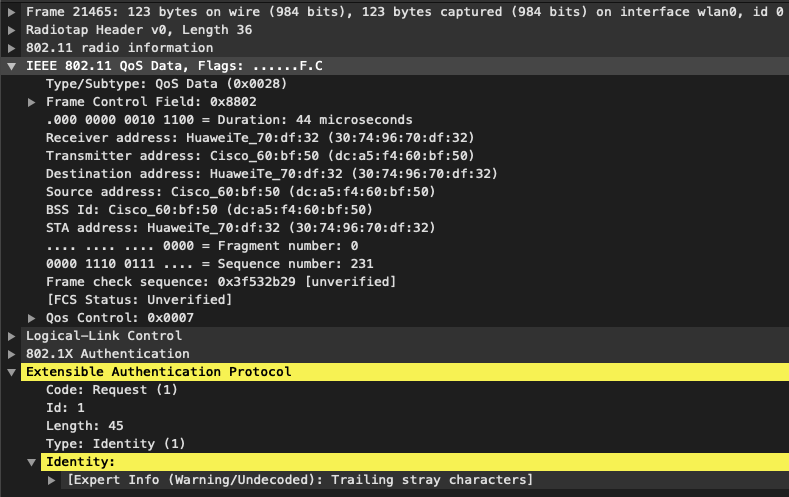 Frame 21465: 123 bytes on wire (984 bits), 123 bytes captured (984 bits) on interface wlan0, id 0
Radiotap Header v0, Length 36
802.11 radio information
IEEE 802.11 QoS Data, Flags: ......F.C
Type/Subtype: QoS Data (0x0028)
Frame Control Field: 0x8802
.000 0000 0010 1100 = Duration: 44 microseconds
Receiver address: HuaweiTe_70:df:32 (30:74:96:70:df:32)
Transmitter address: Cisco_60:bf:50 (dc:a5:f4:60:bf:50)
Destination address: HuaweiTe_70:df:32 (30:74:96:70:df:32)
Source address: Cisco_60:bf:50 (dc:a5:f4:60:bf:50)
BSS Id: Cisco_60:bf:50 (dc:a5:f4:60:bf:50)
STA address: HuaweiTe_70:df:32 (30:74:96:70:df:32)
.... .... .... 0000 = Fragment number: 0
0000 1110 0111 .... = Sequence number: 231
Frame check sequence: 0x3f532b29 [unverified]
[FCS Status: Unverified]
Qos Control: 0x0007
Logical-Link Control
802.1X Authentication
Extensible Authentication Protocol
Code: Request (1)
Id: 1
Length: 45
Type: Identity (1)
Identity:
[Expert Info (Warning/Undecoded): Trailing stray characters]